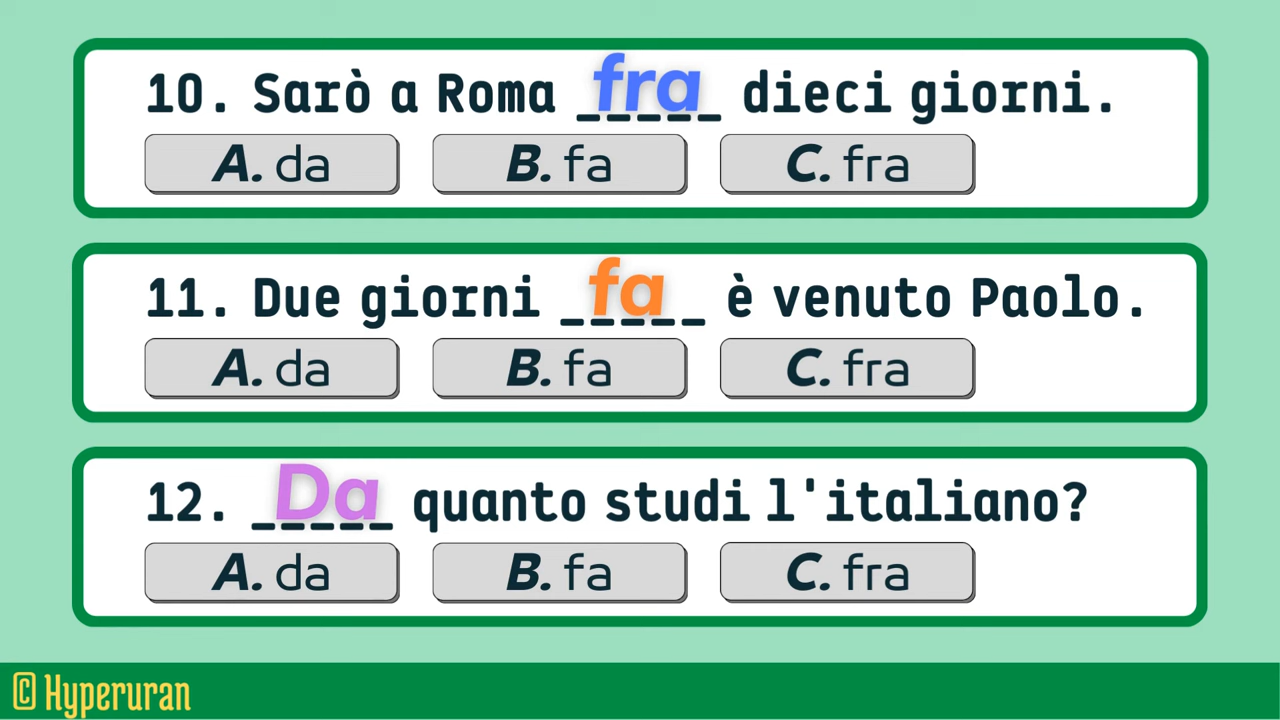 10. Sarò a Roma fra dieci giorni.
A. da B. fa C. fra
11. Due giorni fa è venuto Paolo.
A. da B. fa C. fra
12. Da quanto studi l'italiano?
A. da B. fa C. fra
© Hyperuran